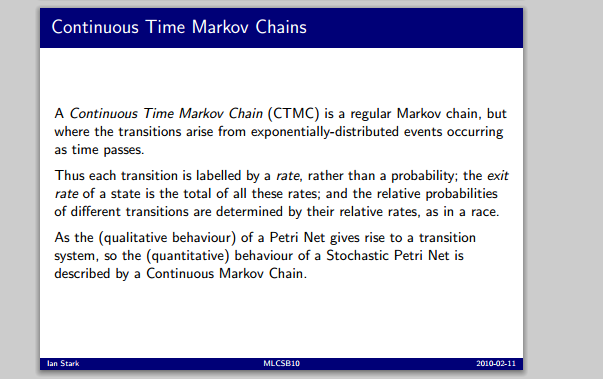 Continuous Time Markov Chains
A Continuous Time Markov Chain (CTMC) is a regular Markov chain, but
where the transitions arise from exponentially-distributed events occurring
as time passes.
Thus each transition is labelled by a rate, rather than a probability; the exit
rate of a state is the total of all these rates; and the relative probabilities
of different transitions are determined by their relative rates, as in a race.
As the (qualitative behaviour) of a Petri Net gives rise to a transition
system, so the (quantitative) behaviour of a Stochastic Petri Net is
described by a Continuous Markov Chain.
Ian Stark MLCSB10 2010-02-11